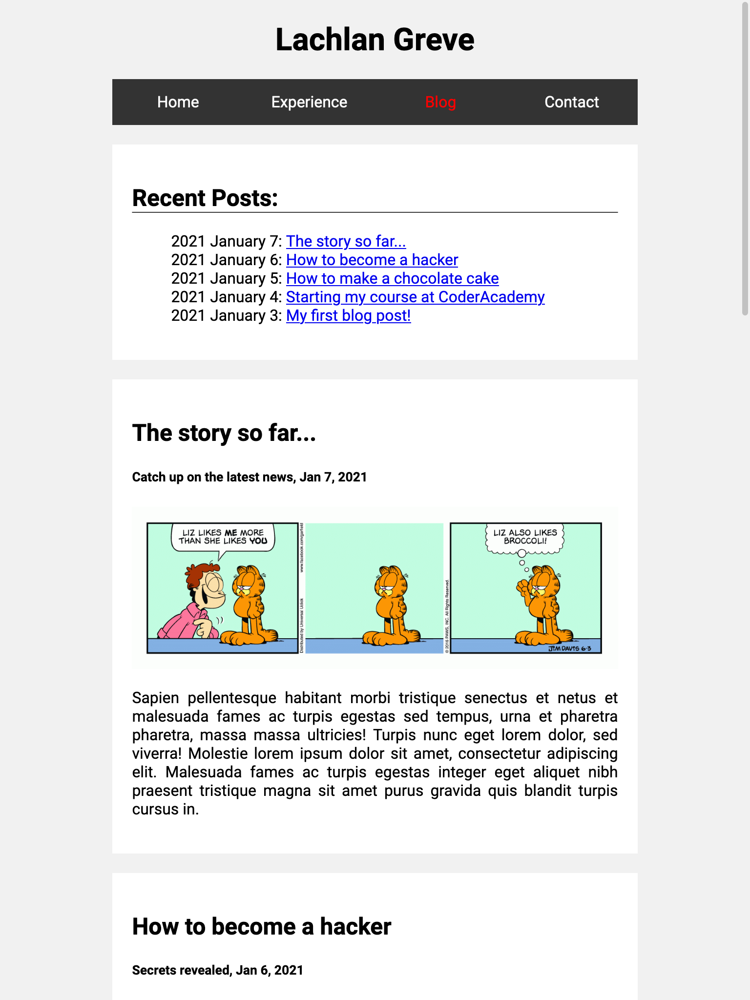 Lachlan Greve
Home Experience Blog Contact
Recent Posts:
2021 January 7: The story so far...
2021 January 6: How to become a hacker
2021 January 5: How to make a chocolate cake
2021 January 4: Starting my course at CoderAcademy
2021 January 3: My first blog post!
The story so far...
Catch up on the latest news, Jan 7, 2021
LIZ LIKES ME MORE
THAN SHE LIKES YOU
www.facebook.com/garfield
Distributed by Universal Uclick
© 2016 PAWS, INC. All Rights Reserved.
LIZ ALSO LIKES
BROCCOLI!
JIM DAVIS 6-3
Sapien pellentesque habitant morbi tristique senectus et netus et
malesuada fames ac turpis egestas sed tempus, urna et pharetra
pharetra, massa massa ultricies! Turpis nunc eget lorem dolor, sed
viverra! Molestie lorem ipsum dolor sit amet, consectetur adipiscing
elit. Malesuada fames ac turpis egestas integer eget aliquet nibh
praesent tristique magna sit amet purus gravida quis blandit turpis
cursus in.
How to become a hacker
Secrets revealed, Jan 6, 2021